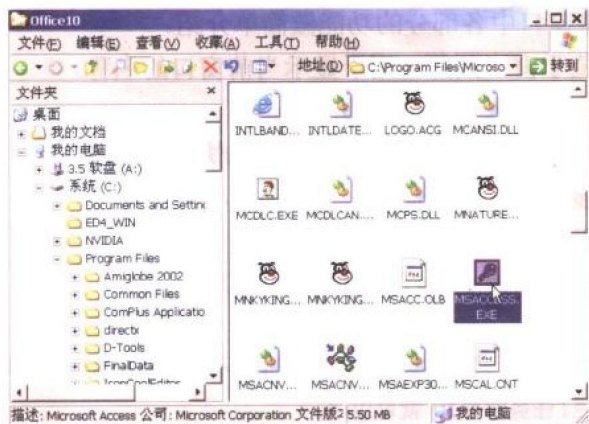 Office10
文件(F) 编辑(E) 查看(V) 收藏(A) 工具(T) 帮助(H)
地址(D) C:\Program Files\Microso 转到
文件夹 ×
桌面
我的文档
我的电脑
3.5 软盘 (A:)
系统 (C:)
Documents and Settin
ED4_WIN
NVIDIA
Program Files
Amiglobe 2002
Common Files
ComPlus Applicatio
directx
D-Tools
FinalData
IconCoolEditor
INTLBAND... INTLDATE... LOGO.ACG MCANSI.DLL
MCDLC.EXE MCDLCAN.... MCPS.DLL MNATURE...
MNKYKING... MNKYKING... MSACC.OLB MSACCESS.
EXE
MSACNV... MSACNV... MSAEXP30... MSCAL.CNT
描述: Microsoft Access 公司: Microsoft Corporation 文件版2 5.50 MB 我的电脑